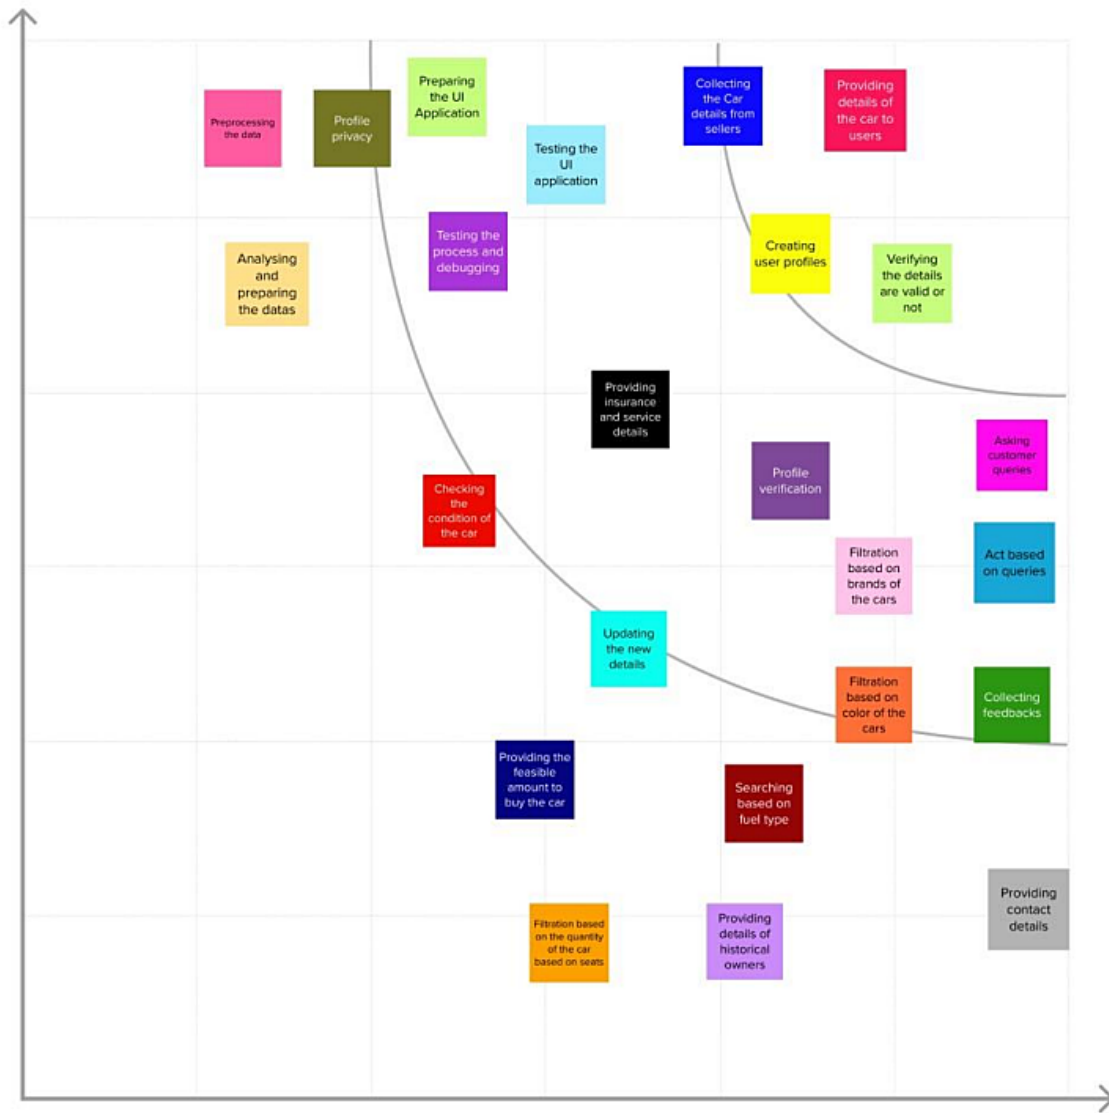 Preparing
the UI
Application
Collecting
the Car
details from
sellers
Providing
details of
the car to
users
Preprocessing
the data
Profile
privacy
Testing the
UI
application
Testing the
process and
debugging
Creating
user profiles
Analysing
and
preparing
the datas
Verifying
the details
are valid or
not
Providing
insurance
and service
details
Asking
customer
queries
Profile
verification
Checking
the
condition of
the car
Filtration
based on
brands of
the cars
Act based
on queries
Updating
the new
details
Filtration
based on
color of the
cars
Collecting
feedbacks
Providing the
feasible
amount to
buy the car
Searching
based on
fuel type
Providing
contact
details
Filtration based
on the quantity
of the car
based on seats
Providing
details of
historical
owners